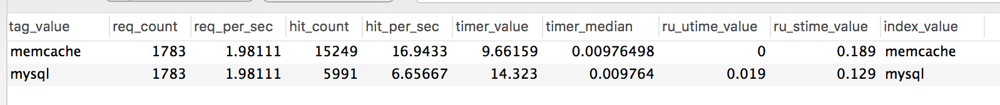 tag_value req_count req_per_sec hit_count hit_per_sec timer_value timer_median ru_utime_value ru_stime_value index_value
memcache 1783 1.98111 15249 16.9433 9.66159 0.00976498 0 0.189 memcache
mysql 1783 1.98111 5991 6.65667 14.323 0.009764 0.019 0.129 mysql